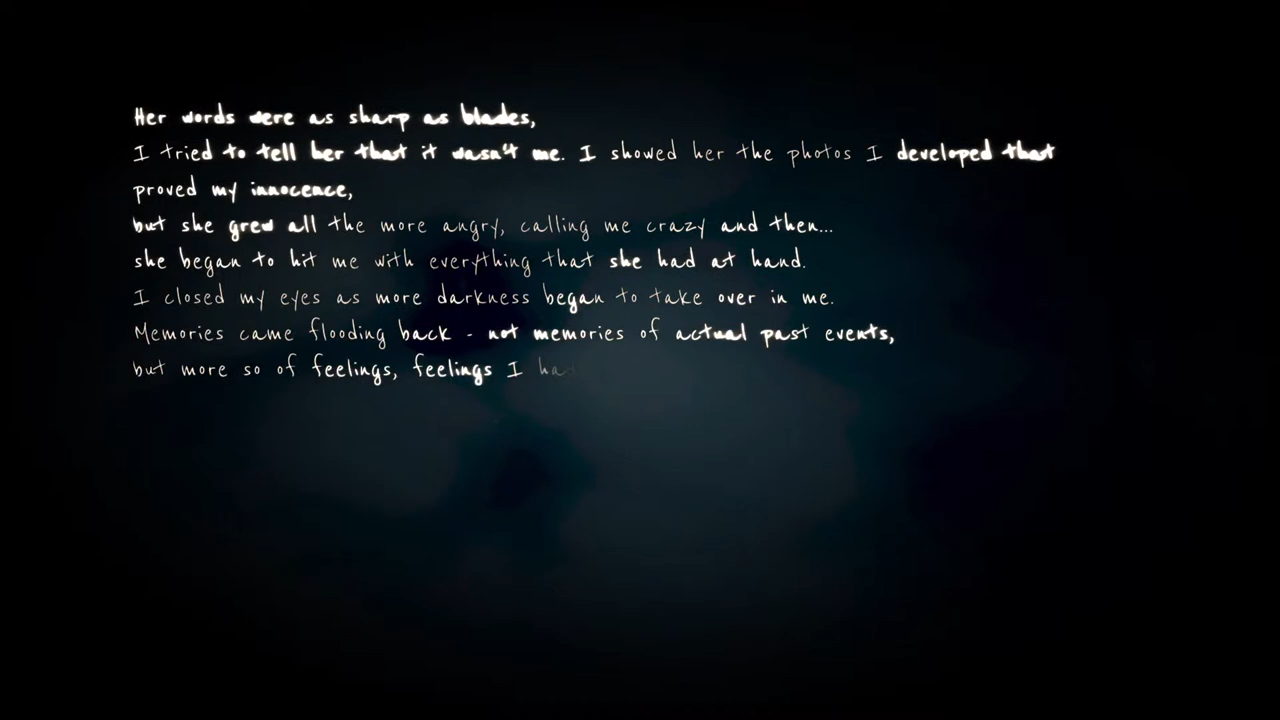 Her words were as sharp as blades,
I tried to tell her that it wasn't me. I showed her the photos I developed that
proved my innocence,
but she grew all the more angry, calling me crazy and then...
she began to hit me with everything that she had at hand.
I closed my eyes as more darkness began to take over in me.
Memories came flooding back - not memories of actual past events,
but more so of feelings, feelings I